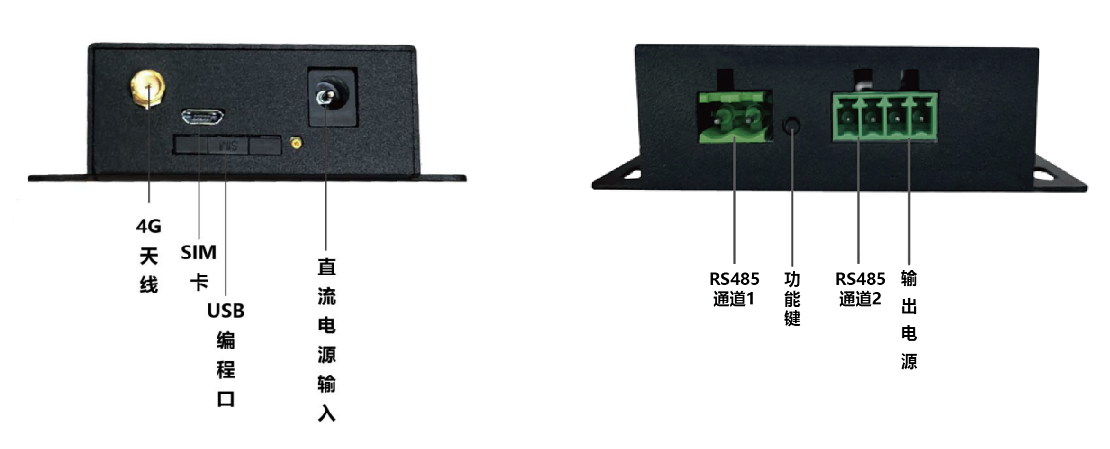 4G
天
线
SIM
卡
USB
编
程
口
直
流
电
源
输
入
RS485
通道1
功
能
键
RS485
通道2
输
出
电
源
SIM